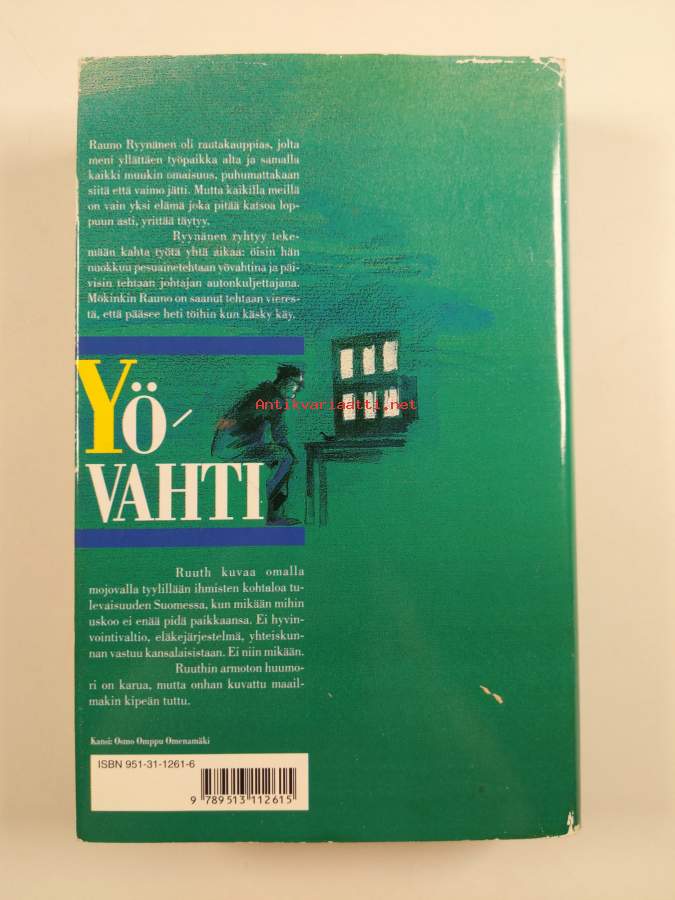 Rauno Ryynänen oli rautakauppias, jolta
meni yllättäen työpaikka alta ja samalla
kaikki muukin omaisuus, puhumattakaan
siitä että vaimo jätti. Mutta kaikilla meillä
on vain yksi elämä joka pitää katsoa lop-
puun asti, yrittää täytyy.
Ryynänen ryhtyy teke-
mään kahta työtä yhtä aikaa: öisin hän
nuokkuu pesuainetehtaan yövahtina ja päi-
visin tehtaan johtajan autonkuljettajana.
Mökinkin Rauno on saanut tehtaan vieres-
tä, että pääsee heti töihin kun käsky käy.
Antikvariaatti.net
YÖ-
VAHTI
Ruuth kuvaa omalla
mojovalla tyylillään ihmisten kohtaloa tu-
levaisuuden Suomessa, kun mikään mihin
uskoo ei enää pidä paikkaansa. Ei hyvin-
vointivaltio, eläkejärjestelmä, yhteiskun-
nan vastuu kansalaisistaan. Ei niin mikään.
Ruuthin armoton huumo-
ri on karua, mutta onhan kuvattu maail-
makin kipeän tuttu.
Kansi: Osmo Omppu Omenamäki
ISBN 951-31-1261-6
9 789513 112615